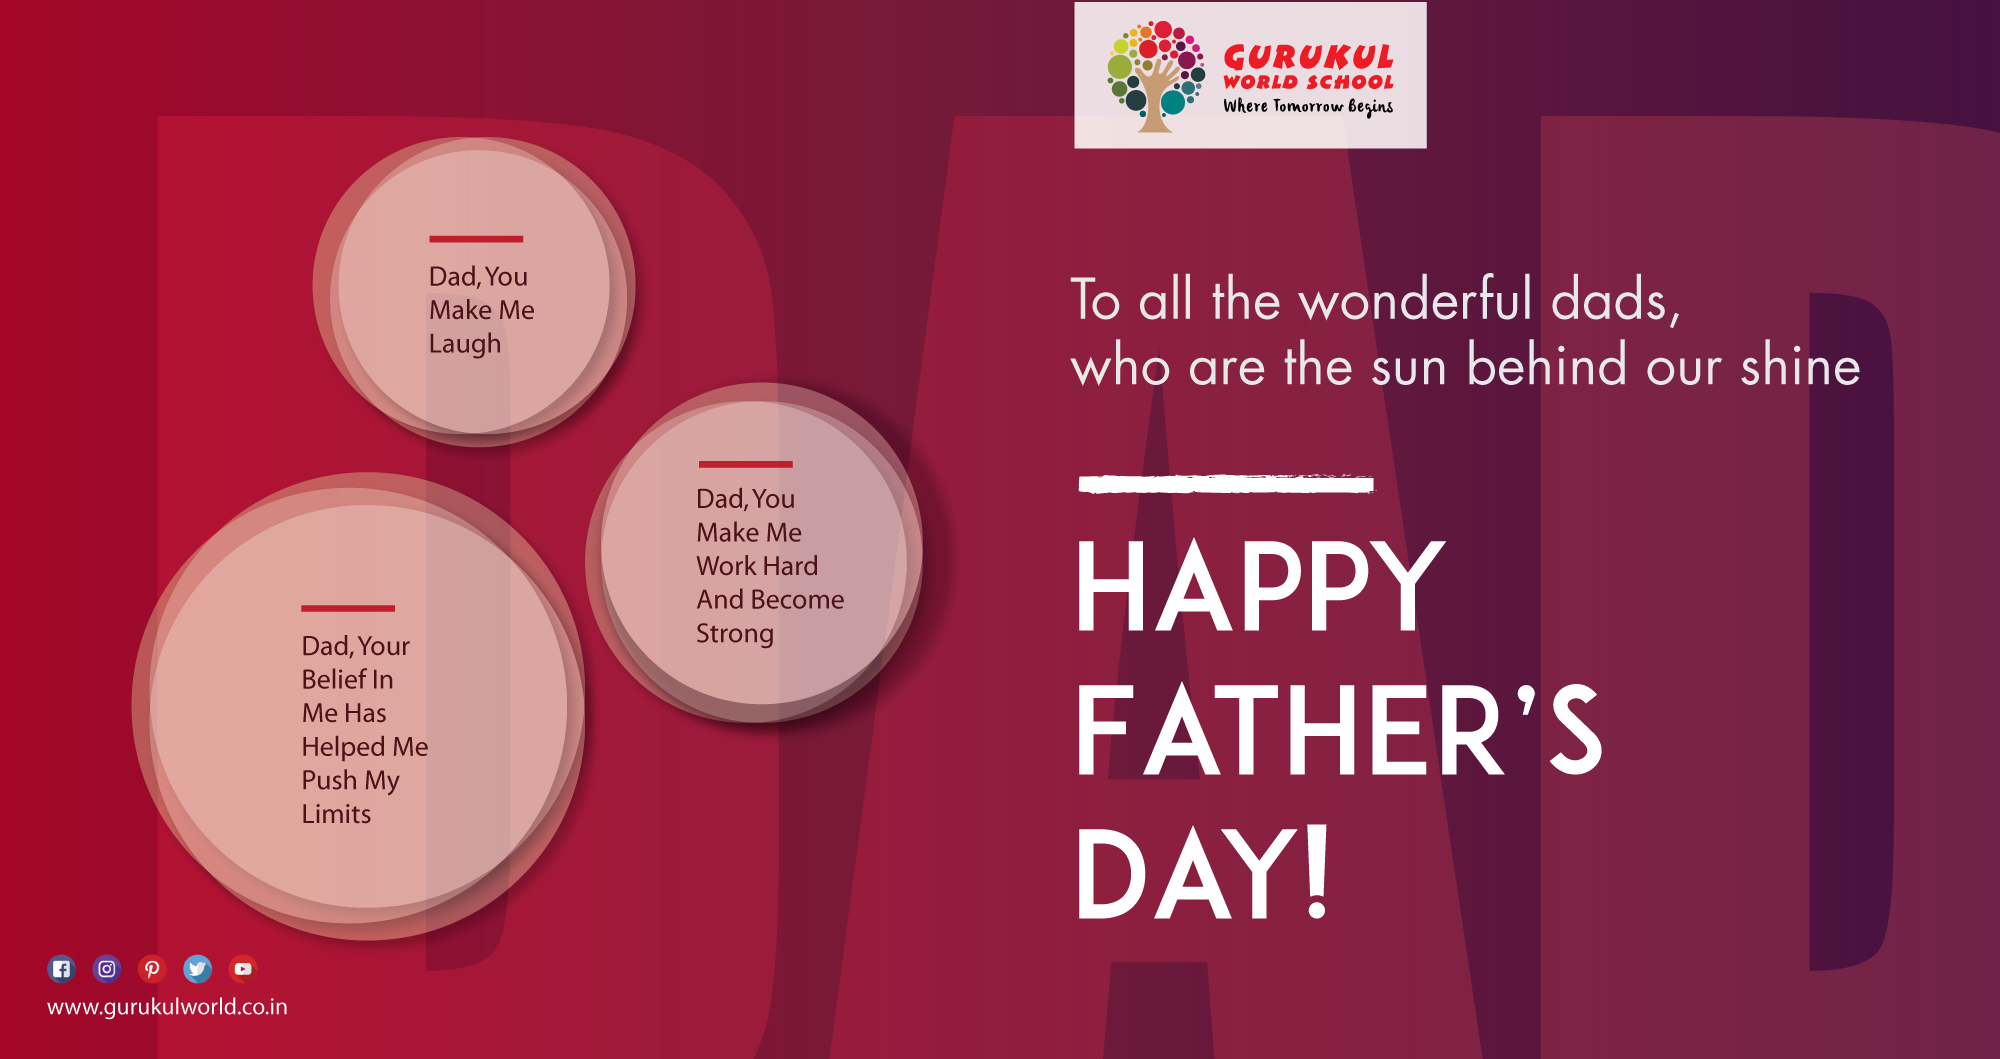 GURUKUL
WORLD SCHOOL
Where Tomorrow Begins
Dad, You
Make Me
Laugh
Dad, You
Make Me
Work Hard
And Become
Strong
Dad, Your
Belief In
Me Has
Helped Me
Push My
Limits
To all the wonderful dads,
who are the sun behind our shine
HAPPY
FATHER'S
DAY!
DAD
www.gurukulworld.co.in